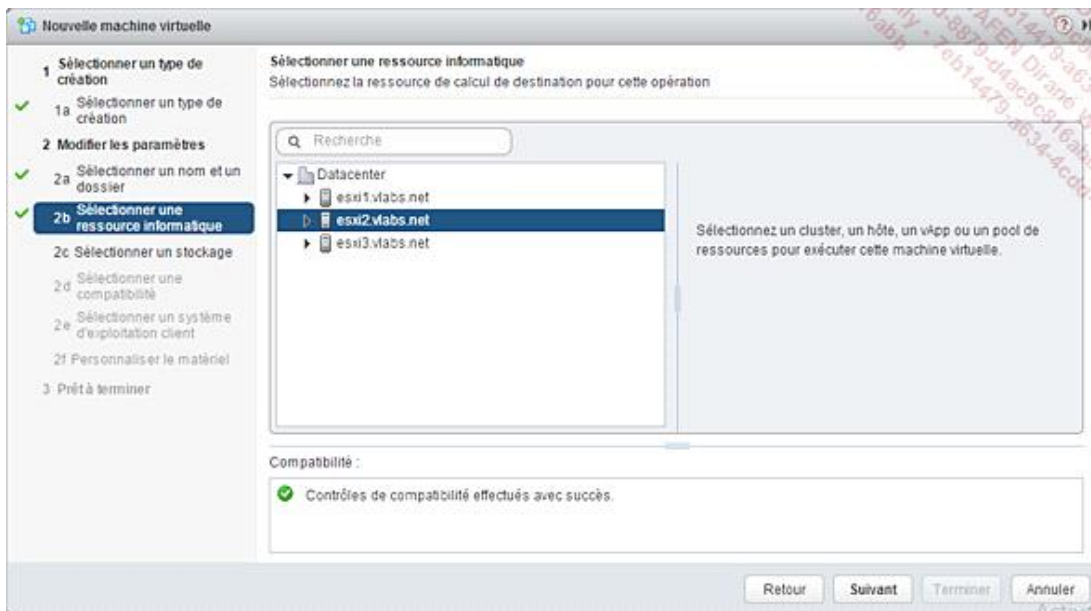 Nouvelle machine virtuelle
1 Sélectionner un type de
création
1a Sélectionner un type de
création
2 Modifier les paramètres
2a Sélectionner un nom et un
dossier
2b Sélectionner une
ressource informatique
2c Sélectionner un stockage
2d Sélectionner une
compatibilité
2e Sélectionner un système
d'exploitation client
2f Personnaliser le matériel
3 Prêt à terminer
Sélectionner une ressource informatique
Sélectionnez la ressource de calcul de destination pour cette opération
Recherche
Datacenter
esxi1.vlabs.net
esxi2.vlabs.net
esxi3.vlabs.net
Sélectionnez un cluster, un hôte, un vApp ou un pool de
ressources pour exécuter cette machine virtuelle.
Compatibilité :
Contrôles de compatibilité effectués avec succès.
Retour
Suivant
Terminer
Annuler